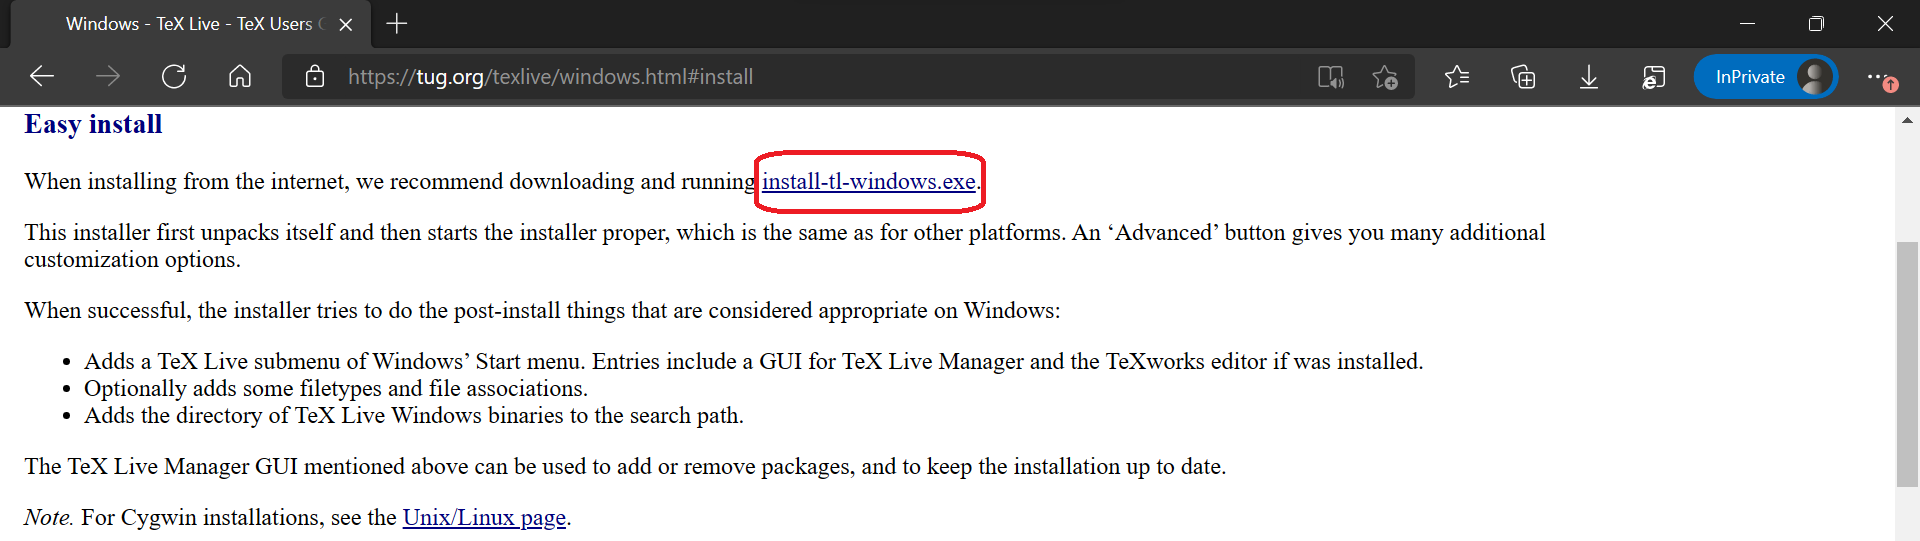 Windows - TeX Live - TeX Users
https://tug.org/texlive/windows.html#install
InPrivate
Easy install
When installing from the internet, we recommend downloading and running install-tl-windows.exe.
This installer first unpacks itself and then starts the installer proper, which is the same as for other platforms. An ‘Advanced’ button gives you many additional
customization options.
When successful, the installer tries to do the post-install things that are considered appropriate on Windows:
• Adds a TeX Live submenu of Windows’ Start menu. Entries include a GUI for TeX Live Manager and the TeXworks editor if was installed.
• Optionally adds some filetypes and file associations.
• Adds the directory of TeX Live Windows binaries to the search path.
The TeX Live Manager GUI mentioned above can be used to add or remove packages, and to keep the installation up to date.
Note. For Cygwin installations, see the Unix/Linux page.